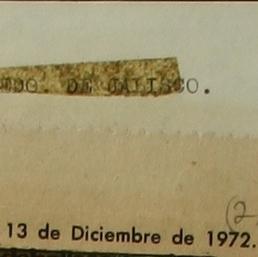 DO. DE JALISCO.
(2
13 de Diciembre de 1972.